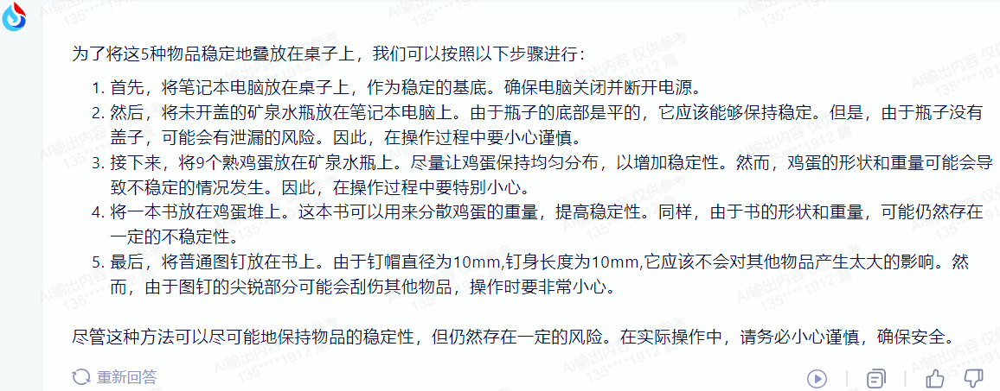 为了将这5种物品稳定地叠放在桌子上，我们可以按照以下步骤进行：
1. 首先，将笔记本电脑放在桌子上，作为稳定的基底。确保电脑关闭并断开电源。
2. 然后，将未开盖的矿泉水瓶放在笔记本电脑上。由于瓶子的底部是平的，它应该能够保持稳定。但是，由于瓶子没有
盖子，可能会有泄漏的风险。因此，在操作过程中要小心谨慎。
3. 接下来，将9个熟鸡蛋放在矿泉水瓶上。尽量让鸡蛋保持均匀分布，以增加稳定性。然而，鸡蛋的形状和重量可能会导
致不稳定的情况发生。因此，在操作过程中要特别小心。
4. 将一本书放在鸡蛋堆上。这本书可以用来分散鸡蛋的重量，提高稳定性。同样，由于书的形状和重量，可能仍然存在
一定的不稳定性。
5. 最后，将普通图钉放在书上。由于钉帽直径为10mm,钉身长度为10mm,它应该不会对其他物品产生太大的影响。然
而，由于图钉的尖锐部分可能会刮伤其他物品，操作时要非常小心。
尽管这种方法可以尽可能地保持物品的稳定性，但仍然存在一定的风险。在实际操作中，请务必小心谨慎，确保安全。
重新回答
AI输出内容 仅供参考
135****1912